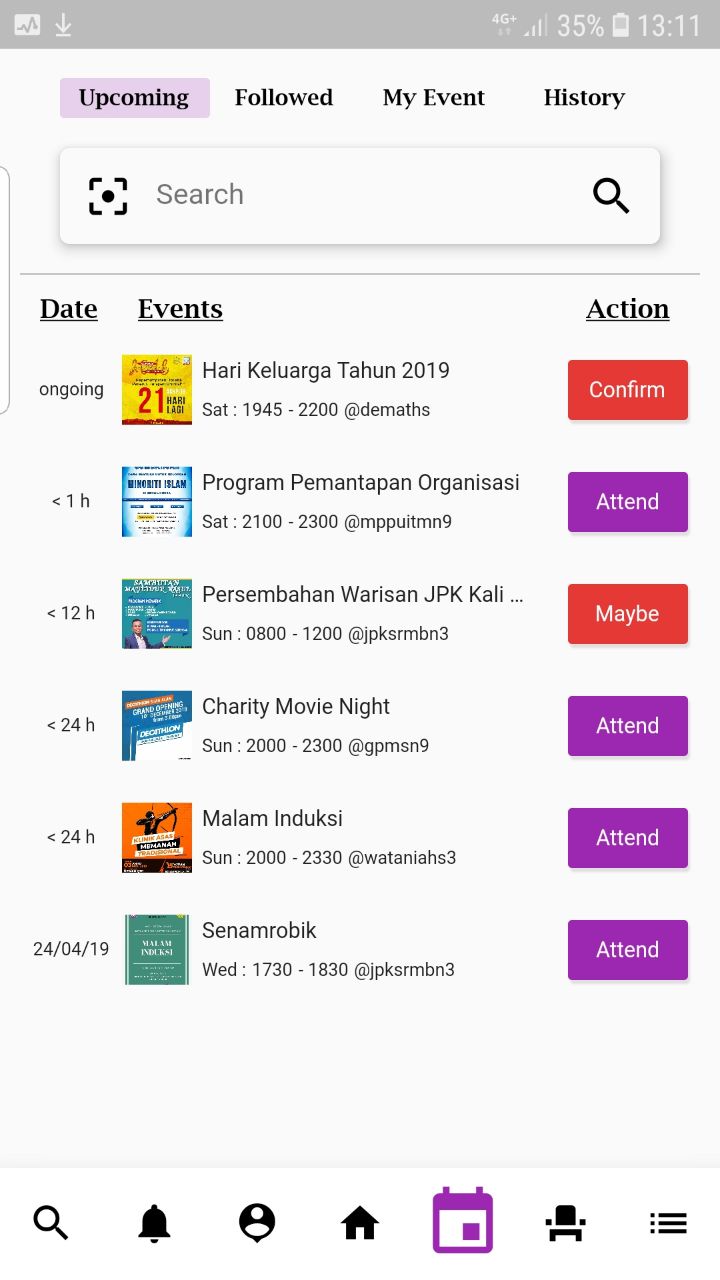 4G+ 35% 13:11
Upcoming Followed My Event History
Search
Date Events Action
ongoing
21 HARI LAGI
Hari Keluarga Tahun 2019
Sat : 1945 - 2200 @demaths
Confirm
< 1 h
MINORITI ISLAM
Program Pemantapan Organisasi
Sat : 2100 - 2300 @mppuitmn9
Attend
< 12 h
SAMBUTAN
Persembahan Warisan JPK Kali ...
Sun : 0800 - 1200 @jpksrmbn3
Maybe
< 24 h
GRAND OPENING
DECATHLON
Charity Movie Night
Sun : 2000 - 2300 @gpmsn9
Attend
< 24 h
KLINIK ASAS
MEMANAH
TRADISIONAL
Malam Induksi
Sun : 2000 - 2330 @wataniahs3
Attend
24/04/19
MALAM
INDUKSI
Senamrobik
Wed : 1730 - 1830 @jpksrmbn3
Attend